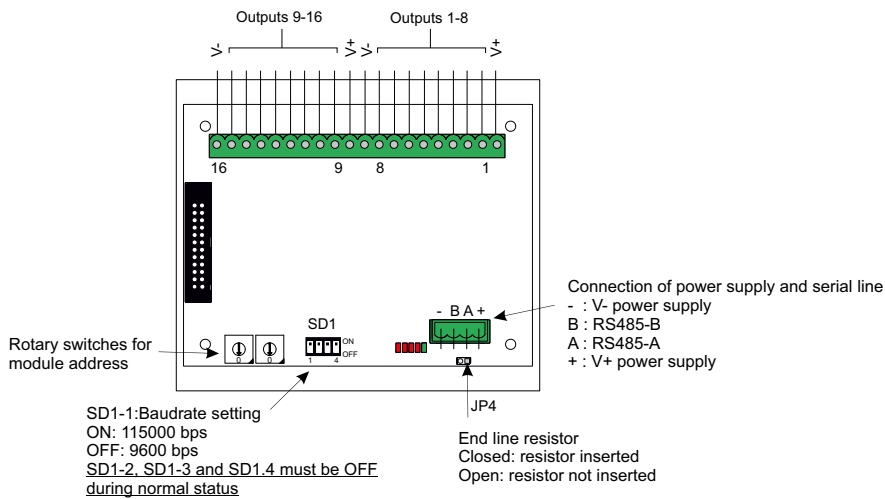 Outputs 9-16
Outputs 1-8
V-
V+
V-
V+
16
9
8
1
Connection of power supply and serial line
- : V- power supply
B : RS485-B
A : RS485-A
+ : V+ power supply
- B A +
SD1
ON
OFF
1
4
Rotary switches for
module address
0
0
JP4
SD1-1:Baudrate setting
ON: 115000 bps
OFF: 9600 bps
SD1-2, SD1-3 and SD1.4 must be OFF
during normal status
End line resistor
Closed: resistor inserted
Open: resistor not inserted